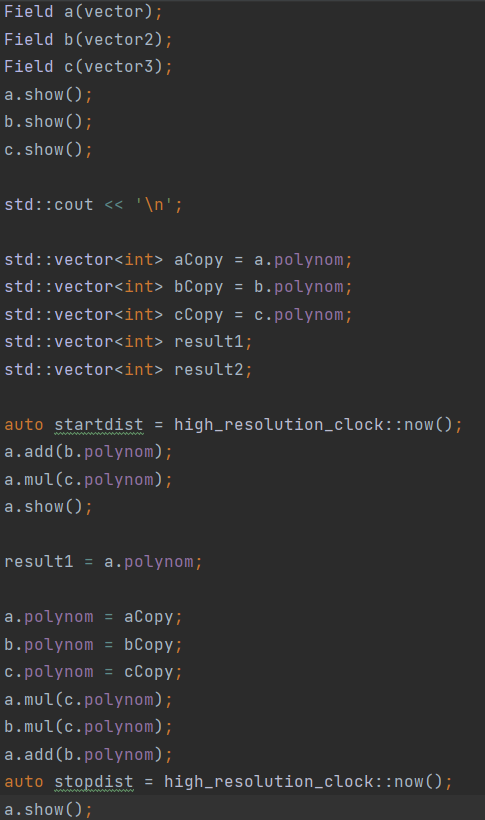 Field a(vector);
Field b(vector2);
Field c(vector3);
a.show();
b.show();
c.show();
std::cout << '\n';
std::vector<int> aCopy = a.polynom;
std::vector<int> bCopy = b.polynom;
std::vector<int> cCopy = c.polynom;
std::vector<int> result1;
std::vector<int> result2;
auto startdist = high_resolution_clock::now();
a.add(b.polynom);
a.mul(c.polynom);
a.show();
result1 = a.polynom;
a.polynom = aCopy;
b.polynom = bCopy;
c.polynom = cCopy;
a.mul(c.polynom);
b.mul(c.polynom);
a.add(b.polynom);
auto stopdist = high_resolution_clock::now();
a.show();